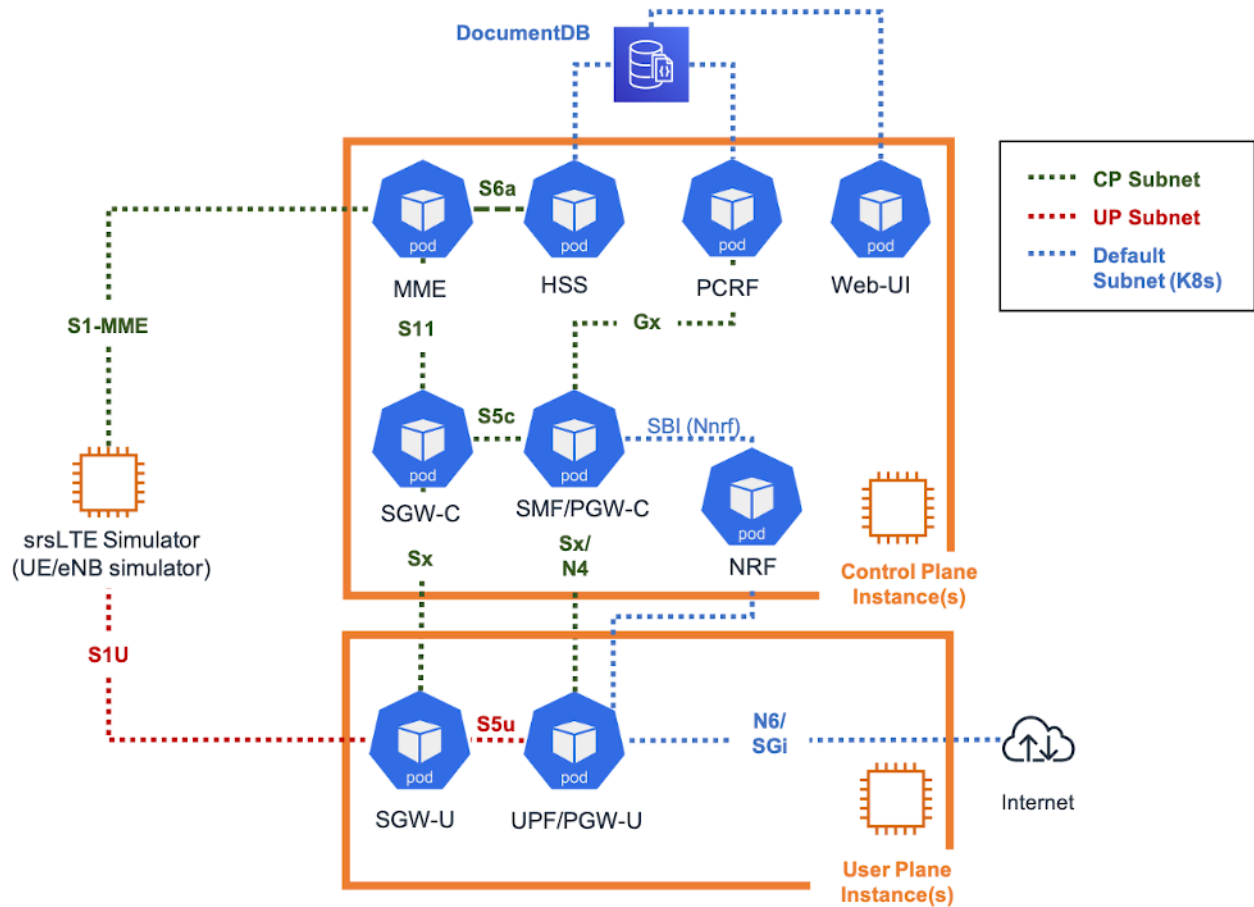 DocumentDB
CP Subnet
UP Subnet
Default
Subnet (K8s)
S6a
pod
pod
pod
pod
MME
HSS
PCRF
Web-UI
S1-MME
S11
Gx
S5c
SBI (Nnrf)
pod
pod
pod
SGW-C
SMF/PGW-C
NRF
srsLTE Simulator
(UE/eNB simulator)
Sx
Sx/
N4
Control Plane
Instance(s)
S1U
S5u
N6/
SGi
pod
pod
SGW-U
UPF/PGW-U
Internet
User Plane
Instance(s)